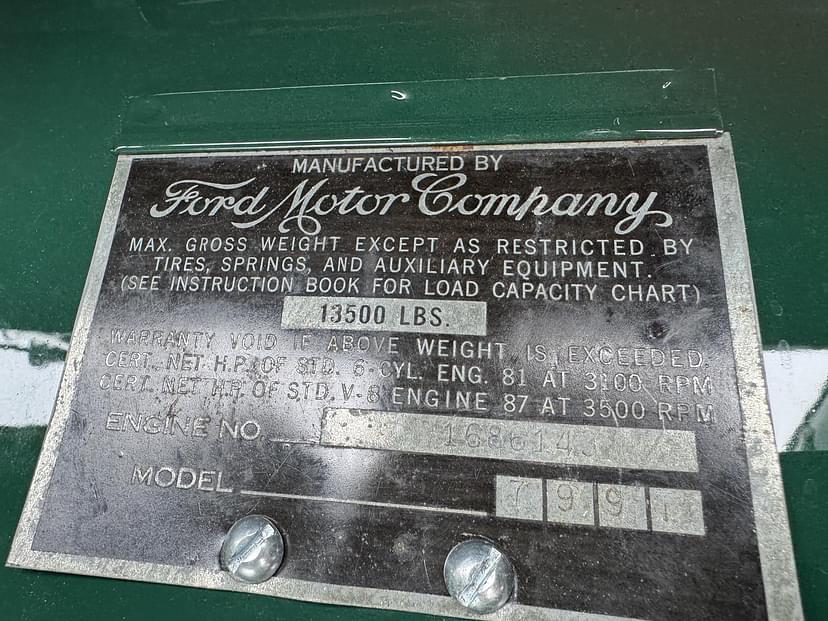 MANUFACTURED BY
Ford Motor Company
MAX. GROSS WEIGHT EXCEPT AS RESTRICTED BY
TIRES, SPRINGS, AND AUXILIARY EQUIPMENT.
(SEE INSTRUCTION BOOK FOR LOAD CAPACITY CHART)
13500 LBS.
WARRANTY VOID IF ABOVE WEIGHT IS EXCEEDED.
CERT. NET H.P. OF STD. 6-CYL. ENG. 81 AT 3100 RPM
CERT. NET H.P. OF STD. V-8 ENGINE 87 AT 3500 RPM
ENGINE NO. 1686143
MODEL 799